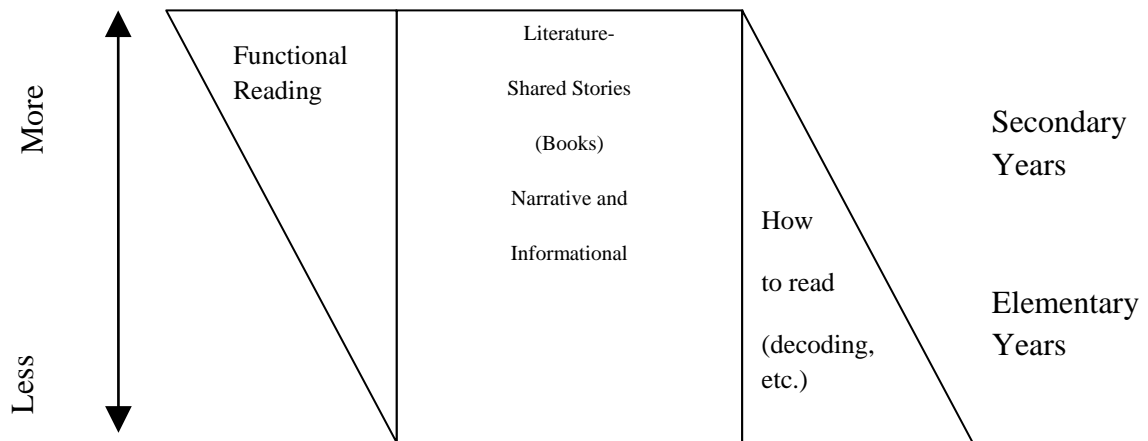 More
Less
Functional
Reading
Literature-
Shared Stories
(Books)
Narrative and
Informational
How
to read
(decoding,
etc.)
Secondary
Years
Elementary
Years